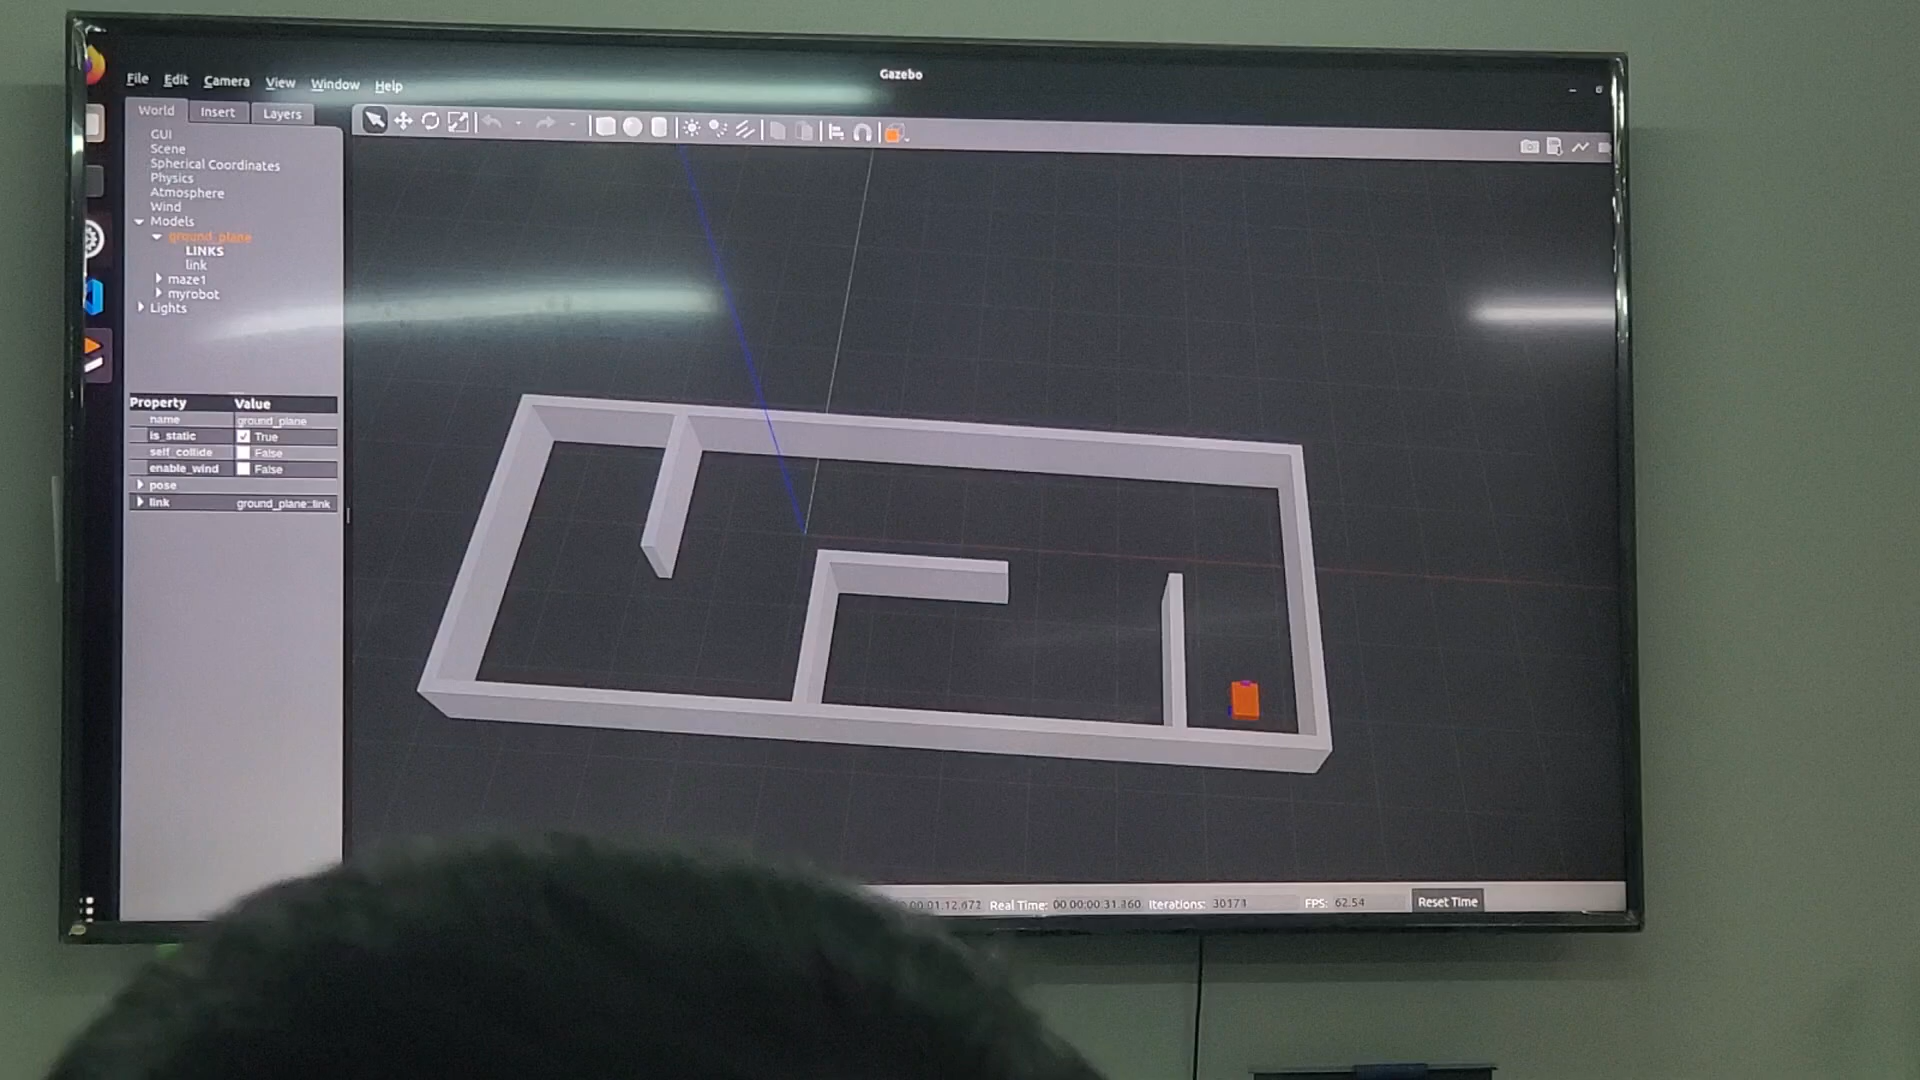 Gazebo
File Edit Camera View Window Help
World Insert Layers
GUI
Scene
Spherical Coordinates
Physics
Atmosphere
Wind
Models
ground_plane
LINKS
link
maze1
myrobot
Lights
Property Value
name ground_plane
is_static True
self_collide False
enable_wind False
pose
link ground_plane::link
Real Time: 00 00:00:31.360 Iterations: 30171 FPS: 62.54 Reset Time